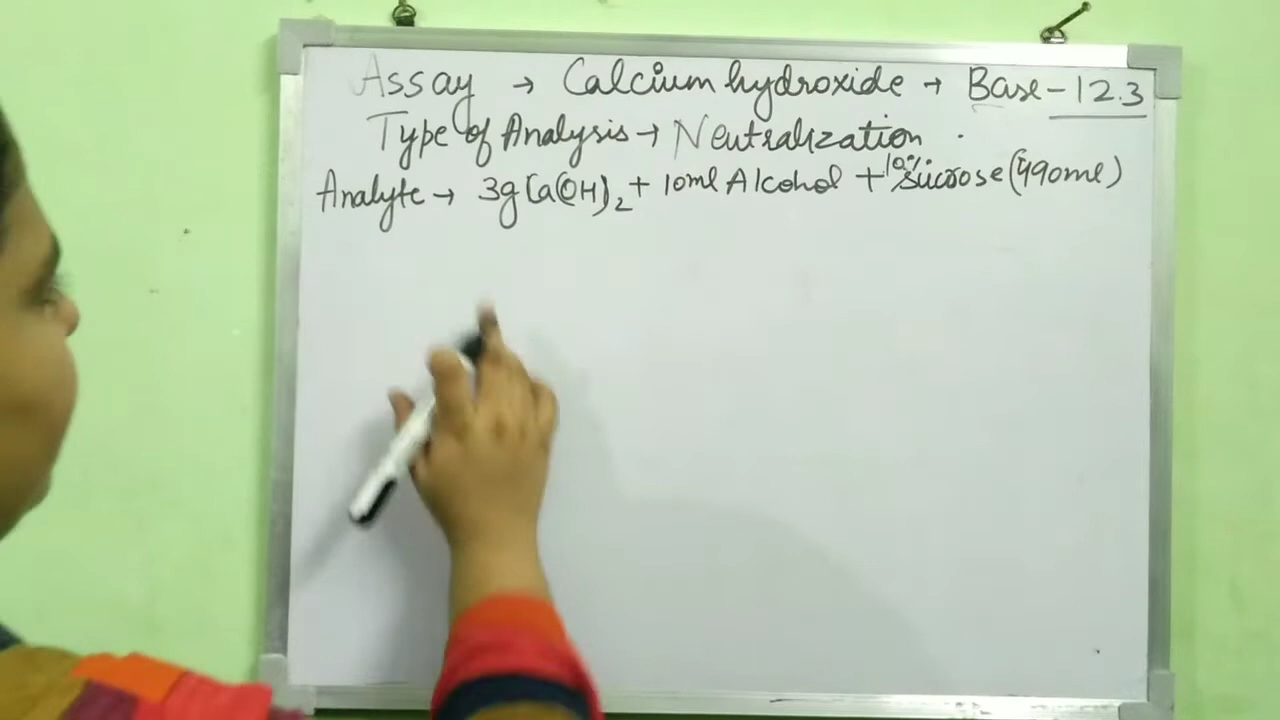 Assay → Calcium hydroxide → Base - 12.3
Type of Analysis → Neutralization .
Analyte → 3g Ca(OH)2 + 10ml Alcohol + 10% Sucrose (490ml)